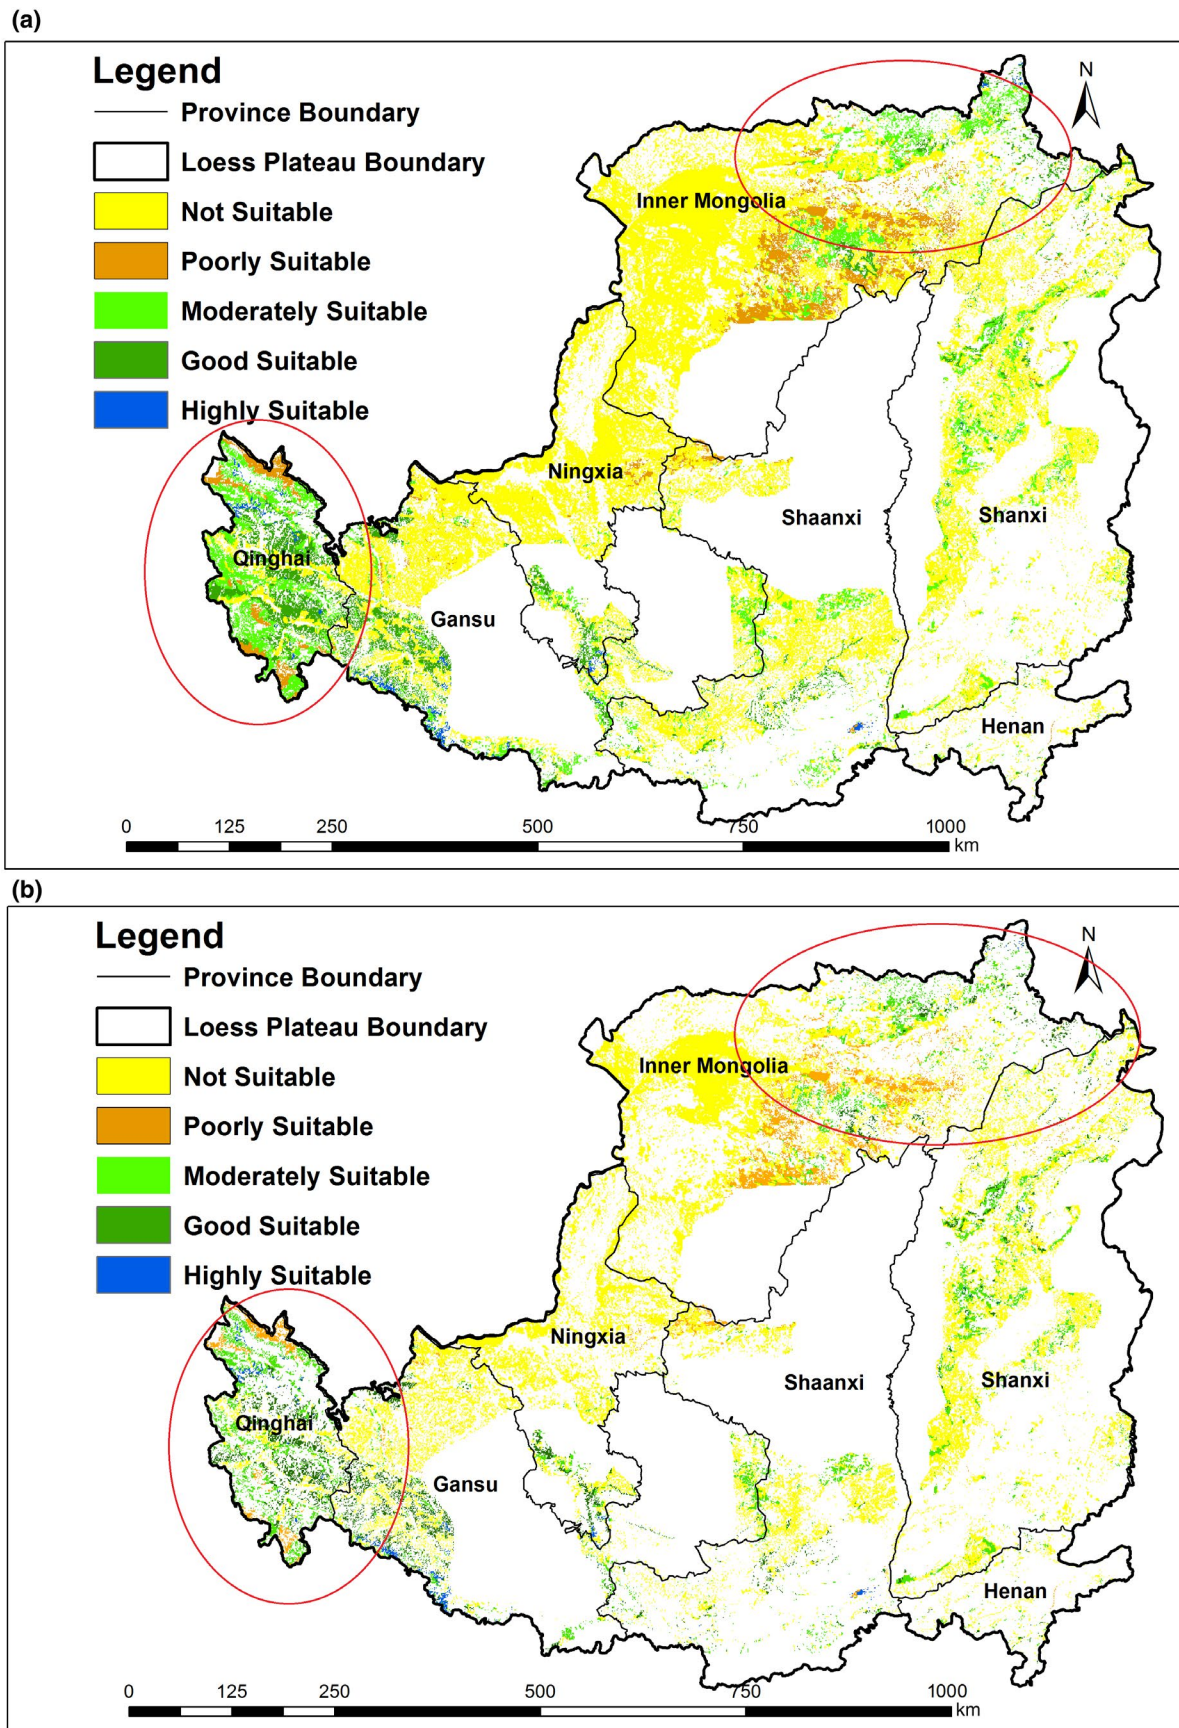 (a)
Legend
Province Boundary
Loess Plateau Boundary
Not Suitable
Poorly Suitable
Moderately Suitable
Good Suitable
Highly Suitable
N
Inner Mongolia
Ningxia
Shaanxi
Shanxi
Qinghai
Gansu
Henan
0 125 250 500 750 1000
km
(b)
Legend
Province Boundary
Loess Plateau Boundary
Not Suitable
Poorly Suitable
Moderately Suitable
Good Suitable
Highly Suitable
N
Inner Mongolia
Ningxia
Shaanxi
Shanxi
Qinghai
Gansu
Henan
0 125 250 500 750 1000
km